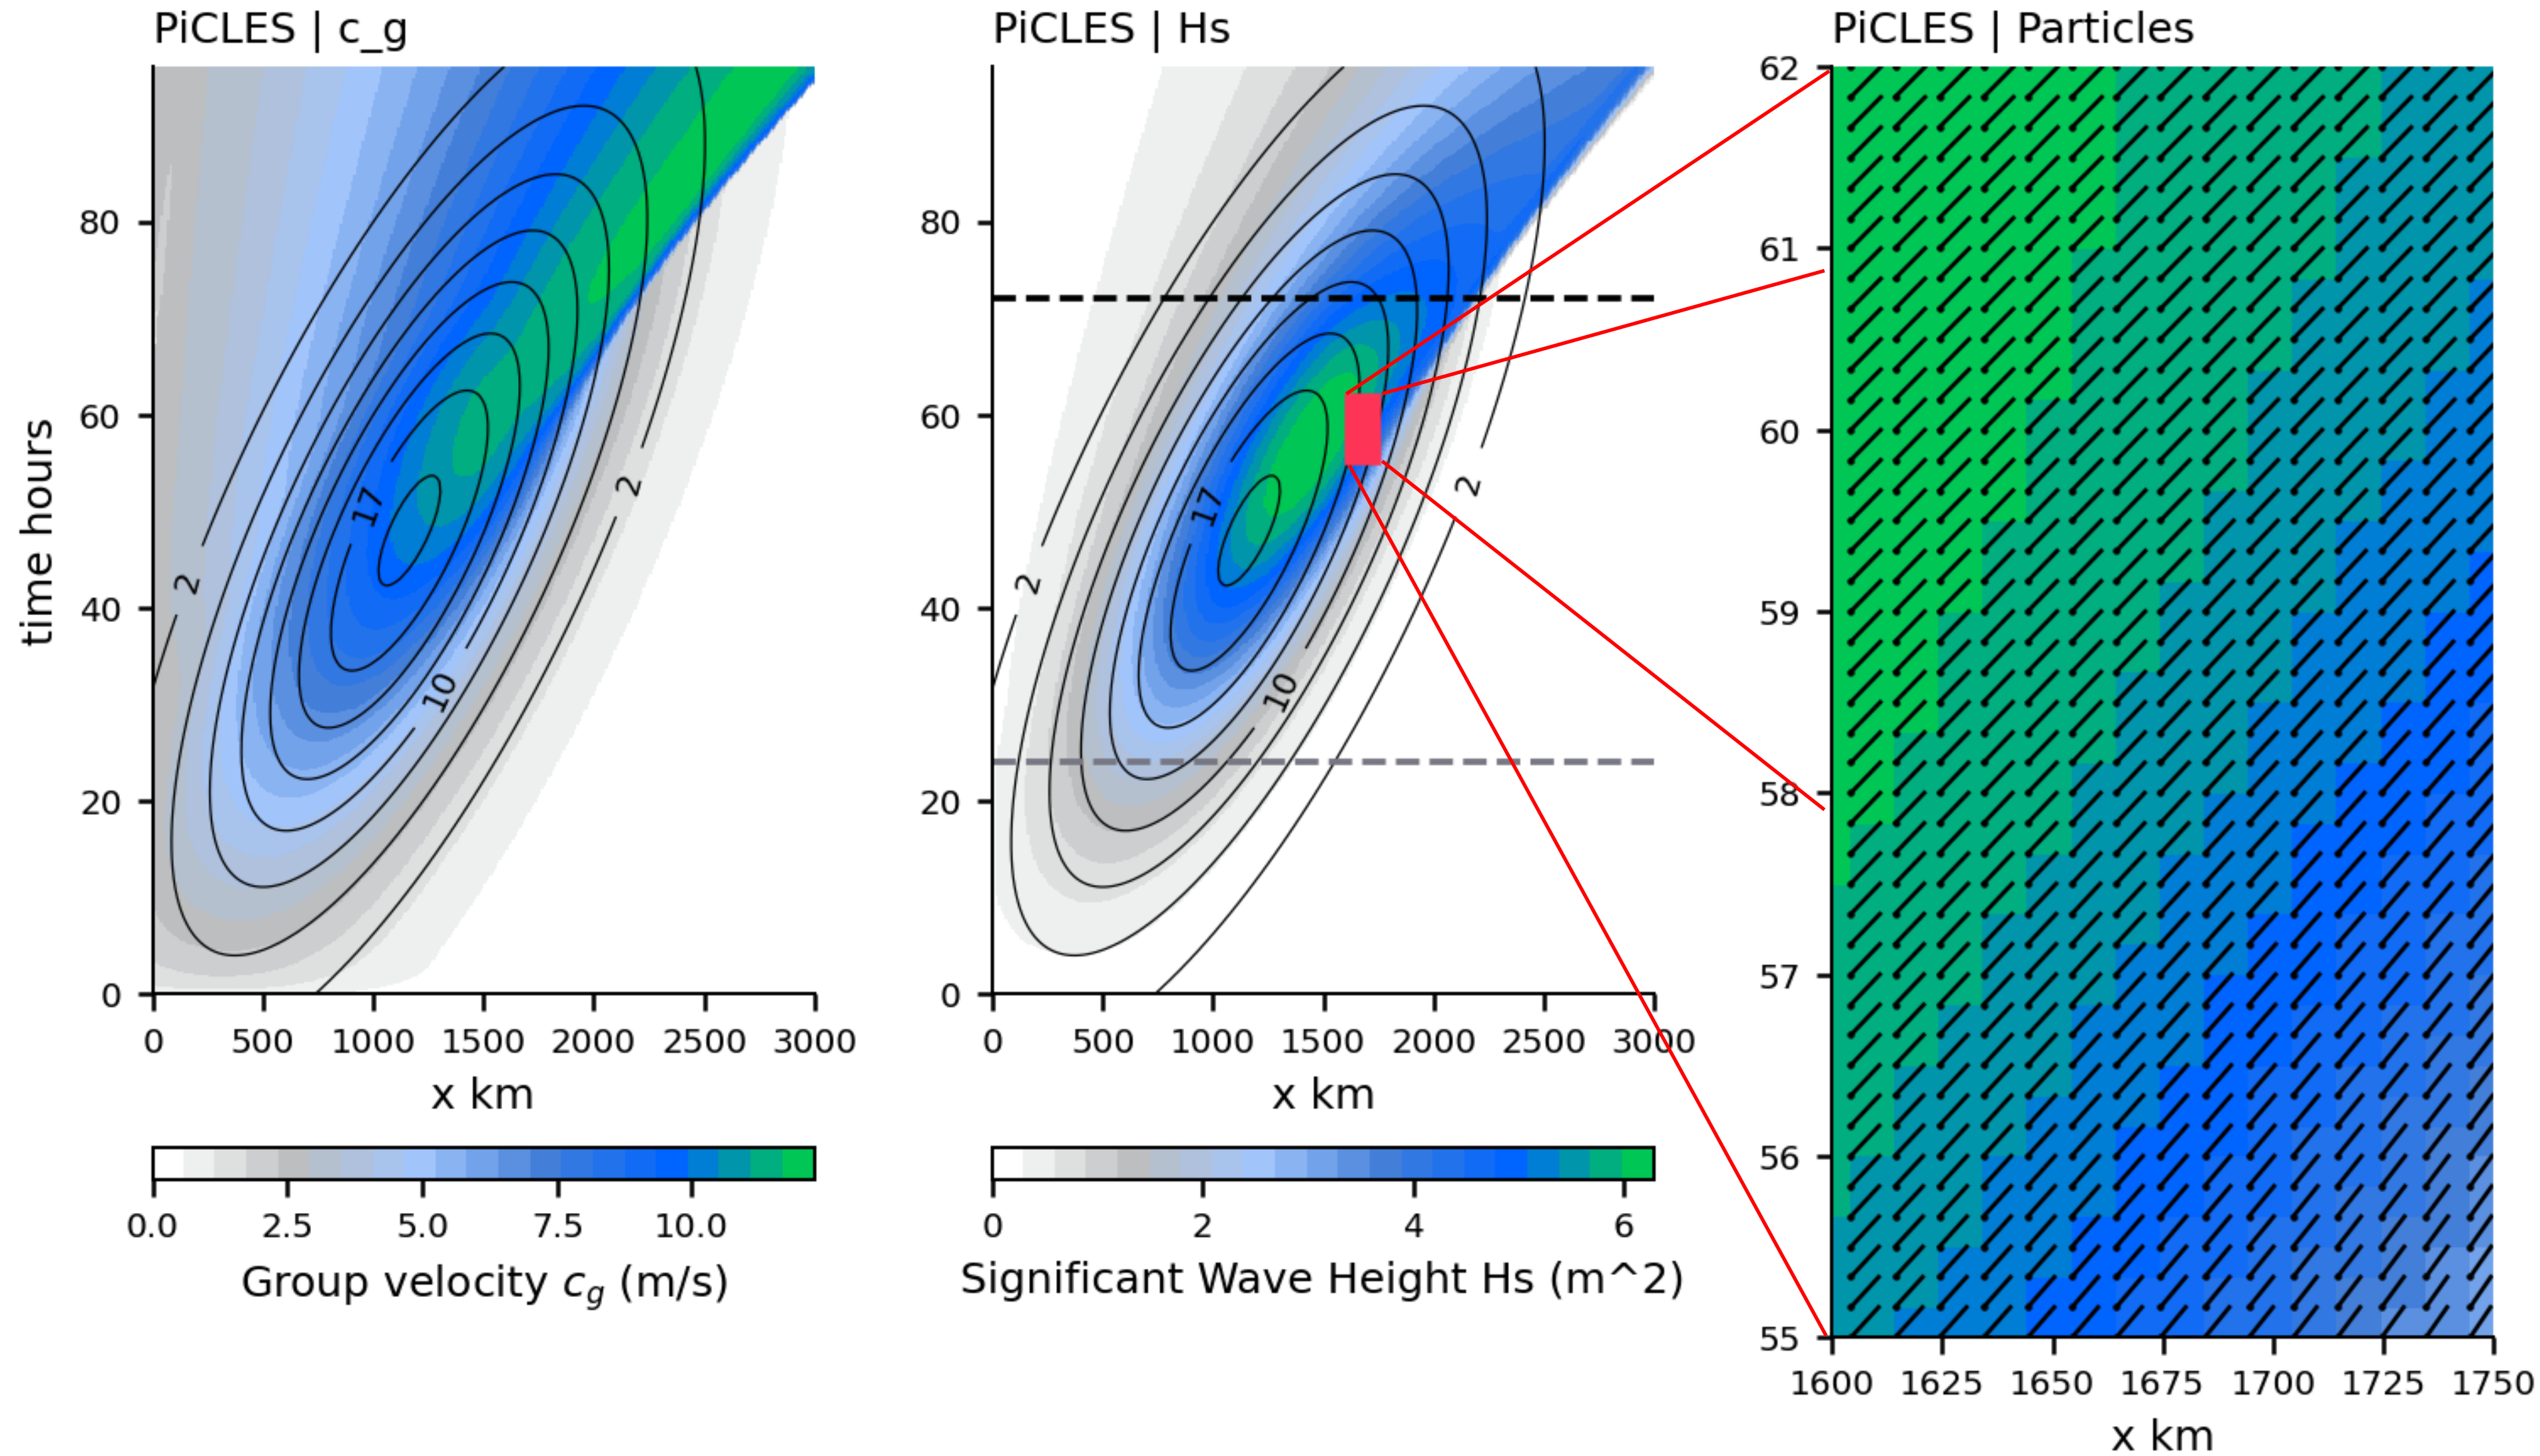 PiCLES | c_g
PiCLES | Hs
PiCLES | Particles
time hours
80
60
40
20
0
0 500 1000 1500 2000 2500 3000
x km
2
17
10
2
0.0 2.5 5.0 7.5 10.0
Group velocity c_g (m/s)
80
60
40
20
0
0 500 1000 1500 2000 2500 3000
x km
2
17
10
2
0 2 4 6
Significant Wave Height Hs (m^2)
62
61
60
59
58
57
56
55
1600 1625 1650 1675 1700 1725 1750
x km